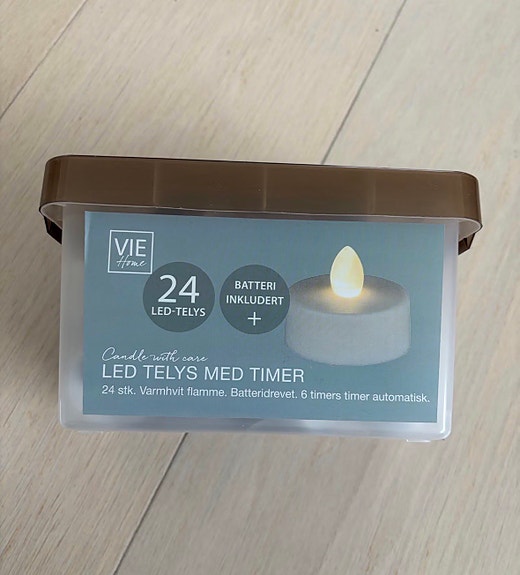 VIE
Home
24
LED-TELYS
BATTERI
INKLUDERT
+
Candle with care
LED TELYS MED TIMER
24 stk. Varmhvit flamme. Batteridrevet. 6 timers timer automatisk.